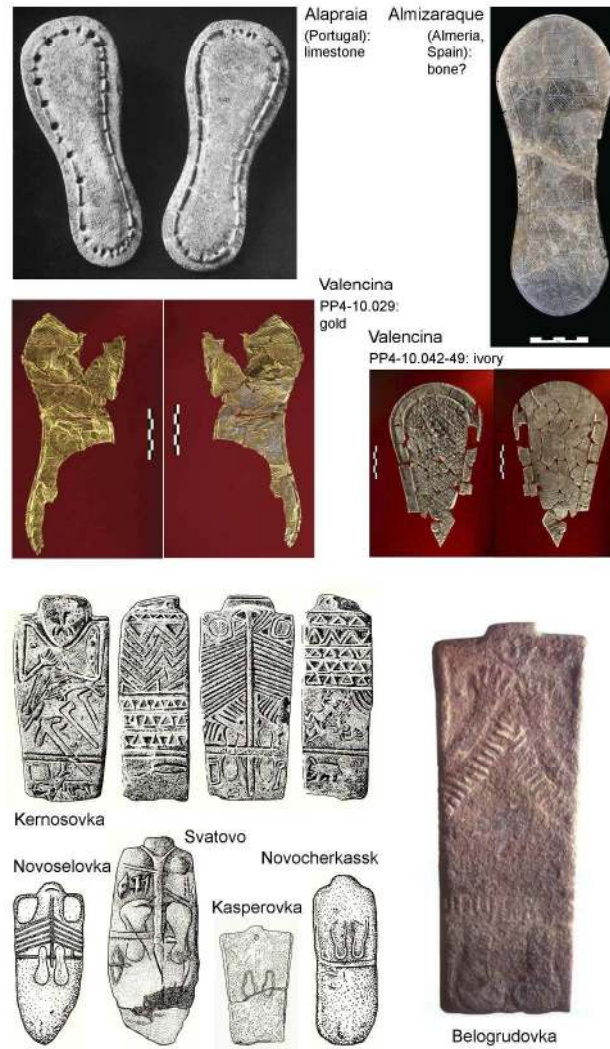 Alapraia
(Portugal):
limestone
Almizaraque
(Almeria,
Spain):
bone?
Valencina
PP4-10.029:
gold
Valencina
PP4-10.042-49: ivory
Kernosovka
Svatovo
Novoselovka
Novocherkassk
Kasperovka
Belogrudovka